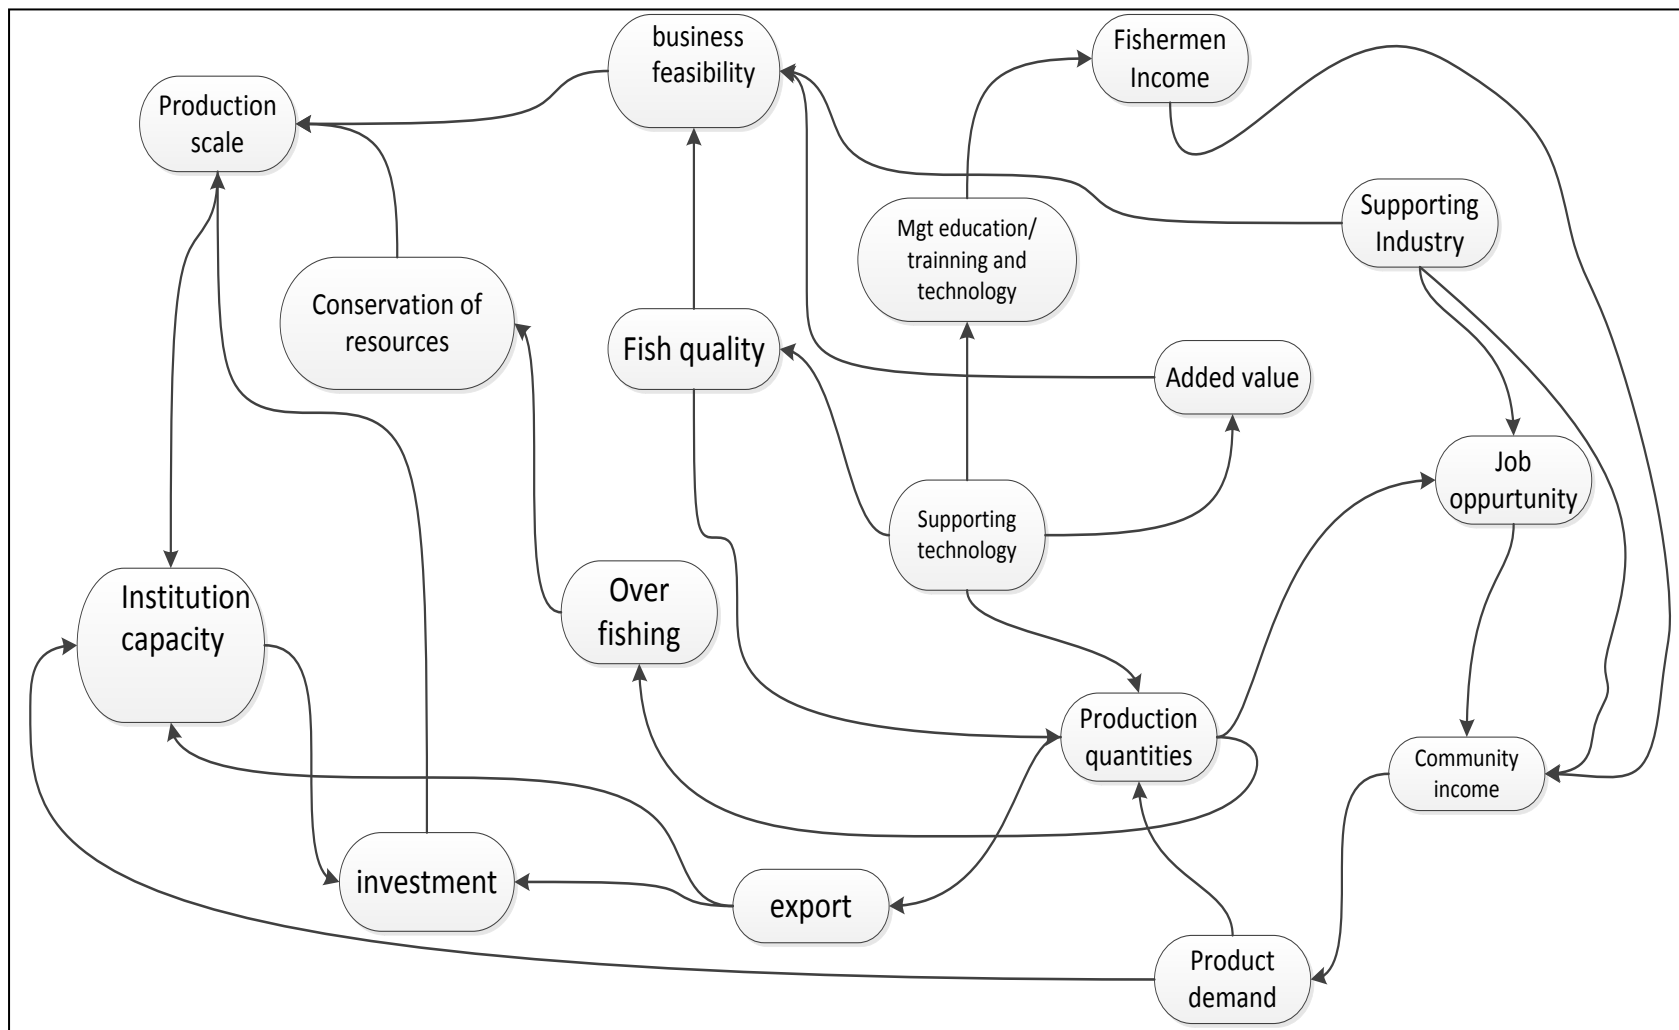 business
feasibility
Fishermen
Income
Production
scale
Supporting
Industry
Mgt education/
trainning and
technology
Conservation of
resources
Fish quality
Added value
Job
oppurtunity
Supporting
technology
Over
fishing
Institution
capacity
Production
quantities
Community
income
investment
export
Product
demand